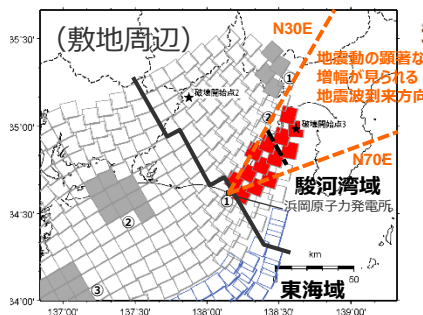 （敷地周辺）
N30E
地震動の顕著な
増幅が見られる
地震波到来方向
①
破壊開始点2
②
破壊開始点3
N70E
駿河湾域
①
浜岡原子力発電所
②
km
50
東海域
③
35°30'
35°00'
34°30'
34°00'
137°00'
137°30'
138°00'
138°30'
139°00'